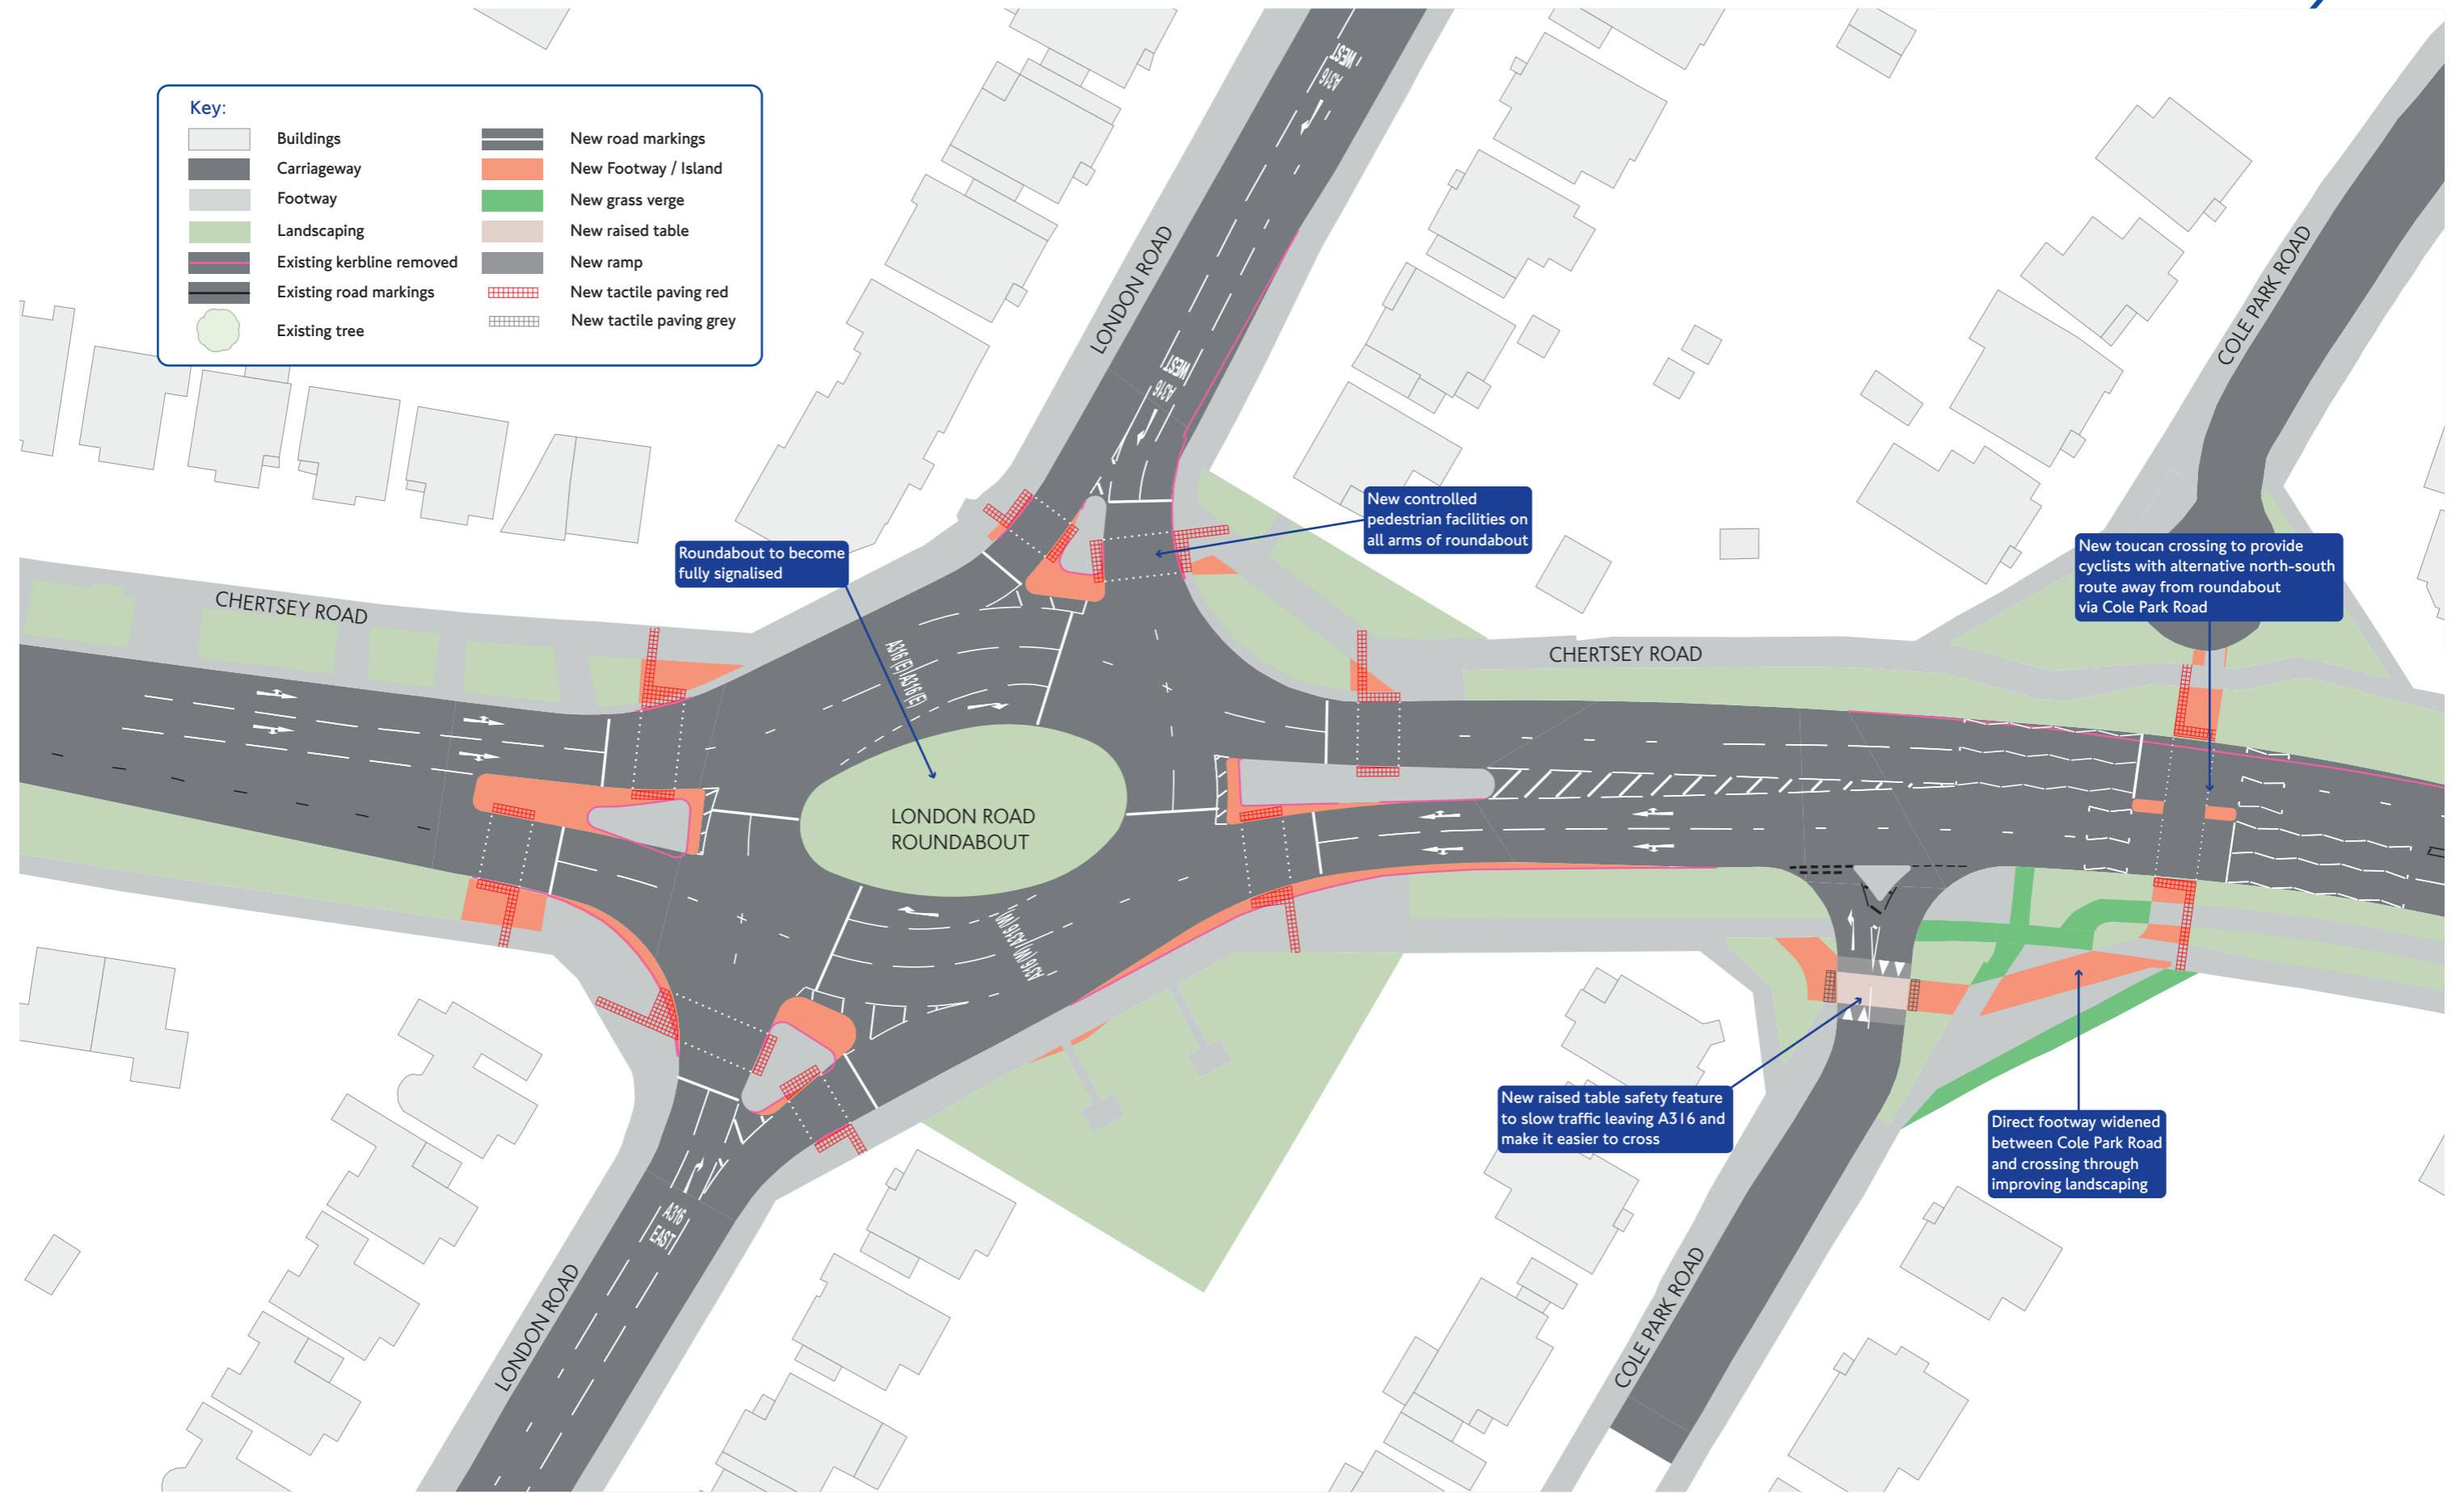 Key:
Buildings
Carriageway
Footway
Landscaping
Existing kerbline removed
Existing road markings
Existing tree
New road markings
New Footway / Island
New grass verge
New raised table
New ramp
New tactile paving red
New tactile paving grey
WEST
A316
LONDON ROAD
WEST
A316
COLE PARK ROAD
New controlled
pedestrian facilities on
all arms of roundabout
Roundabout to become
fully signalised
New toucan crossing to provide
cyclists with alternative north-south
route away from roundabout
via Cole Park Road
CHERTSEY ROAD
A316(E)
A316(E)
CHERTSEY ROAD
LONDON ROAD
ROUNDABOUT
A316(W)
A316(W)
New raised table safety feature
to slow traffic leaving A316 and
make it easier to cross
Direct footway widened
between Cole Park Road
and crossing through
improving landscaping
A316
EAST
LONDON ROAD
COLE PARK ROAD